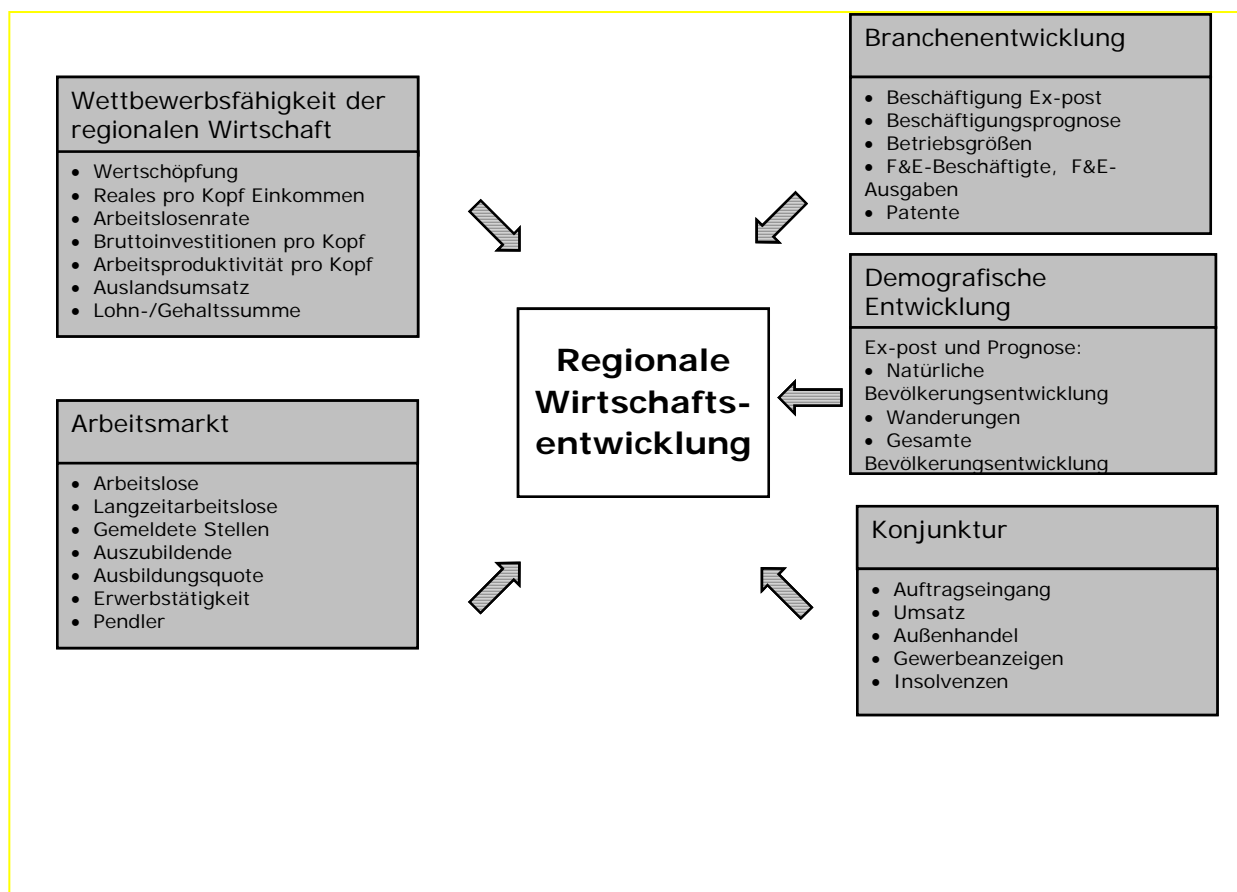 Wettbewerbsfähigkeit der
regionalen Wirtschaft
• Wertschöpfung
• Reales pro Kopf Einkommen
• Arbeitslosenrate
• Bruttoinvestitionen pro Kopf
• Arbeitsproduktivität pro Kopf
• Auslandsumsatz
• Lohn-/Gehaltssumme
Arbeitsmarkt
• Arbeitslose
• Langzeitarbeitslose
• Gemeldete Stellen
• Auszubildende
• Ausbildungsquote
• Erwerbstätigkeit
• Pendler
Regionale
Wirtschafts-
entwicklung
Branchenentwicklung
• Beschäftigung Ex-post
• Beschäftigungsprognose
• Betriebsgrößen
• F&E-Beschäftigte, F&E-
Ausgaben
• Patente
Demografische
Entwicklung
Ex-post und Prognose:
• Natürliche
Bevölkerungsentwicklung
• Wanderungen
• Gesamte
Bevölkerungsentwicklung
Konjunktur
• Auftragseingang
• Umsatz
• Außenhandel
• Gewerbeanzeigen
• Insolvenzen